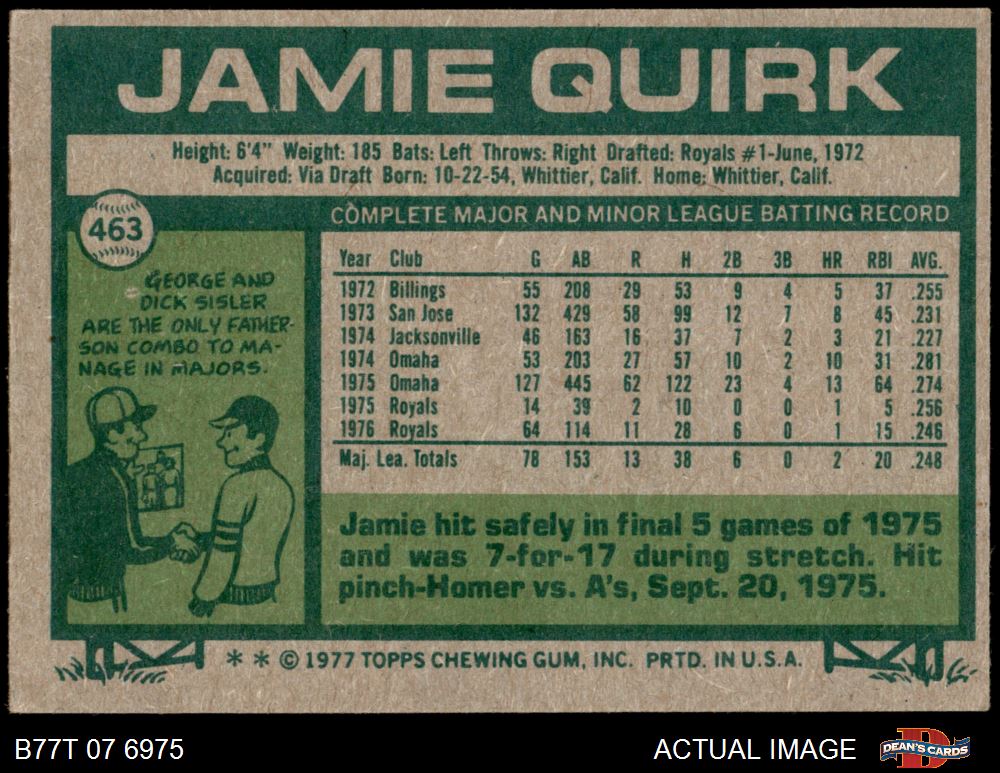 JAMIE QUIRK
Height: 6'4" Weight: 185 Bats: Left Throws: Right Drafted: Royals #1-June, 1972
Acquired: Via Draft Born: 10-22-54, Whittier, Calif. Home: Whittier, Calif.
463
GEORGE AND
DICK SISLER
ARE THE ONLY FATHER-
SON COMBO TO MA-
NAGE IN MAJORS.
COMPLETE MAJOR AND MINOR LEAGUE BATTING RECORD
Year Club G AB R H 2B 3B HR RBI AVG.
1972 Billings 55 208 29 53 9 4 5 37 .255
1973 San Jose 132 429 58 99 12 7 8 45 .231
1974 Jacksonville 46 163 16 37 7 2 3 21 .227
1974 Omaha 53 203 27 57 10 2 10 31 .281
1975 Omaha 127 445 62 122 23 4 13 64 .274
1975 Royals 14 39 2 10 0 0 1 5 .256
1976 Royals 64 114 11 28 6 0 1 15 .246
Maj. Lea. Totals 78 153 13 38 6 0 2 20 .248
Jamie hit safely in final 5 games of 1975
and was 7-for-17 during stretch. Hit
pinch-Homer vs. A's, Sept. 20, 1975.
* * © 1977 TOPPS CHEWING GUM, INC. PRTD. IN U.S.A.
B77T 07 6975
ACTUAL IMAGE
DEAN'S CARDS